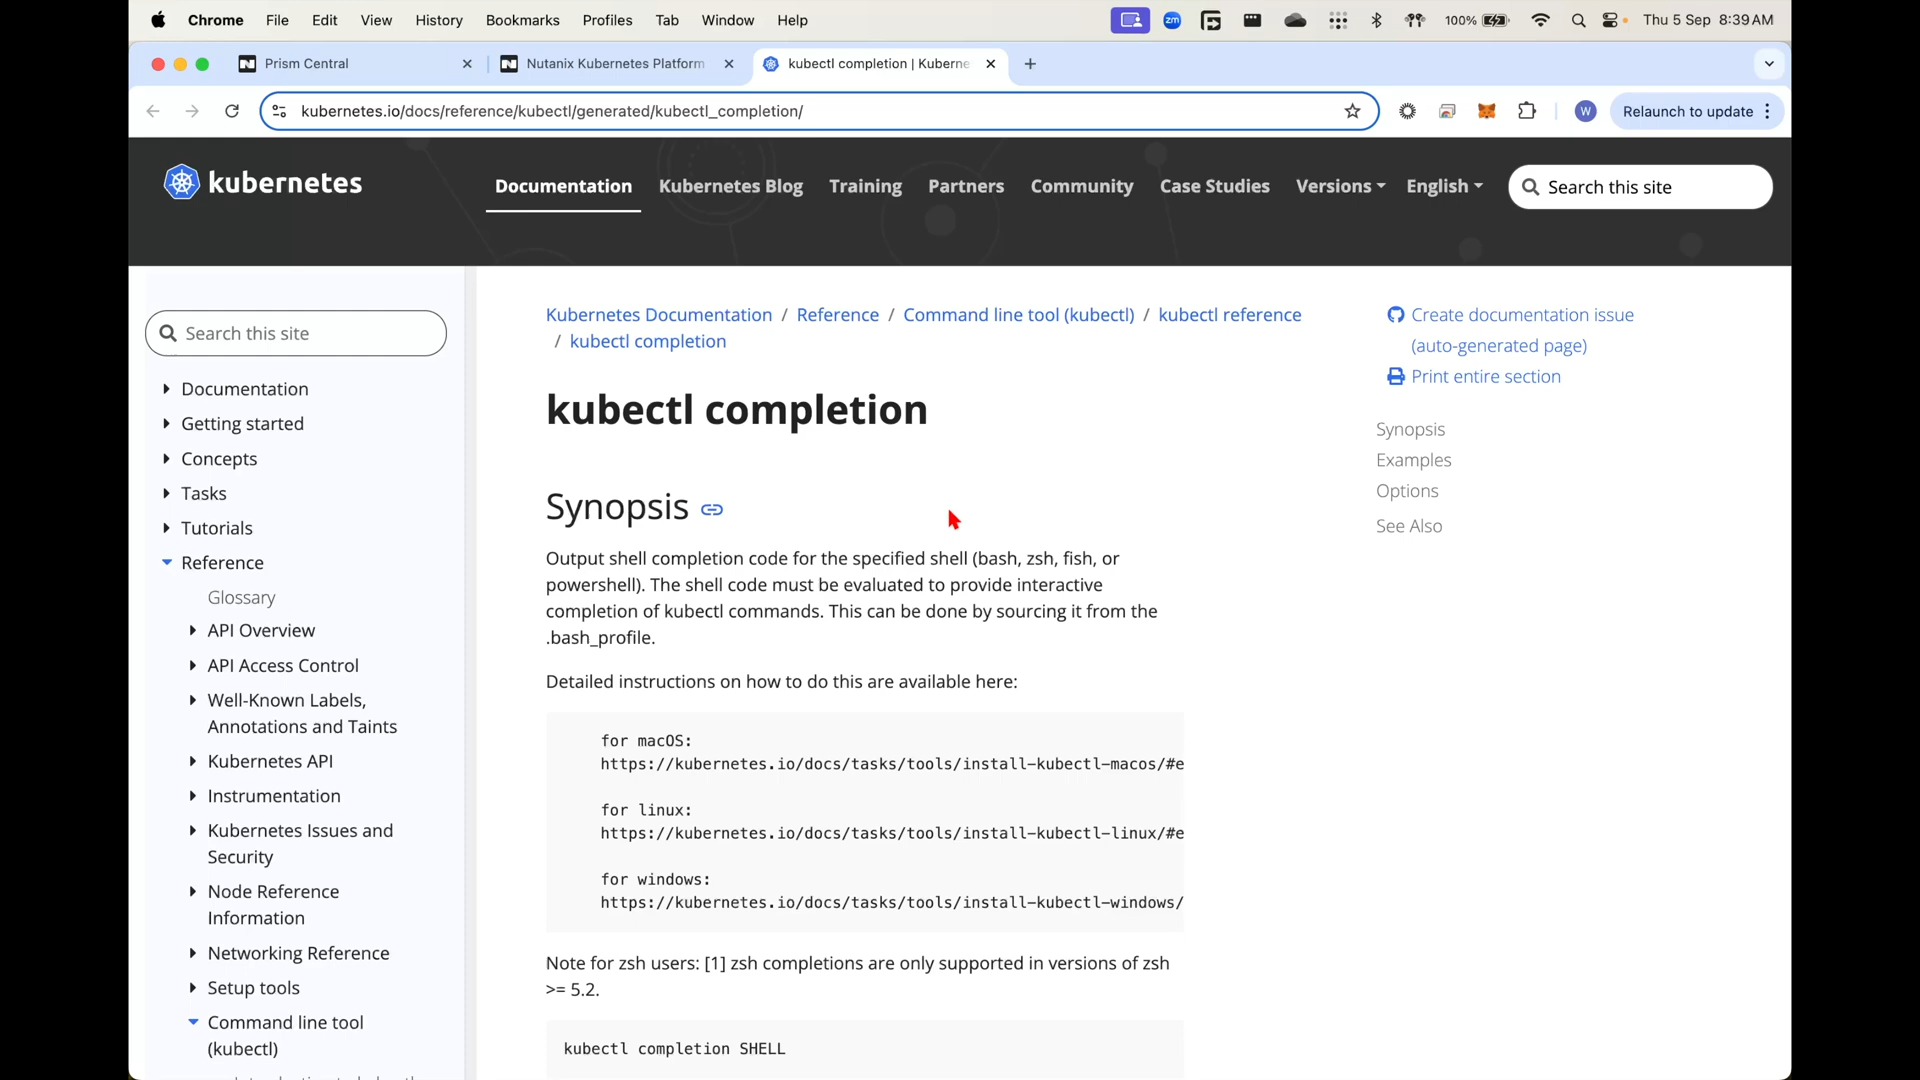 Chrome File Edit View History Bookmarks Profiles Tab Window Help zm 100% Thu 5 Sep 8:39 AM
Prism Central
Nutanix Kubernetes Platform
kubectl completion | Kuberne
kubernetes.io/docs/reference/kubectl/generated/kubectl_completion/
W
Relaunch to update
kubernetes
Documentation Kubernetes Blog Training Partners Community Case Studies Versions English
Search this site
Search this site
Documentation
Getting started
Concepts
Tasks
Tutorials
Reference
Glossary
API Overview
API Access Control
Well-Known Labels,
Annotations and Taints
Kubernetes API
Instrumentation
Kubernetes Issues and
Security
Node Reference
Information
Networking Reference
Setup tools
Command line tool
(kubectl)
Kubernetes Documentation / Reference / Command line tool (kubectl) / kubectl reference
/ kubectl completion
kubectl completion
Synopsis
Output shell completion code for the specified shell (bash, zsh, fish, or
powershell). The shell code must be evaluated to provide interactive
completion of kubectl commands. This can be done by sourcing it from the
.bash_profile.
Detailed instructions on how to do this are available here:
for macOS:
https://kubernetes.io/docs/tasks/tools/install-kubectl-macos/#e
for linux:
https://kubernetes.io/docs/tasks/tools/install-kubectl-linux/#e
for windows:
https://kubernetes.io/docs/tasks/tools/install-kubectl-windows/
Note for zsh users: [1] zsh completions are only supported in versions of zsh
>= 5.2.
kubectl completion SHELL
Create documentation issue
(auto-generated page)
Print entire section
Synopsis
Examples
Options
See Also